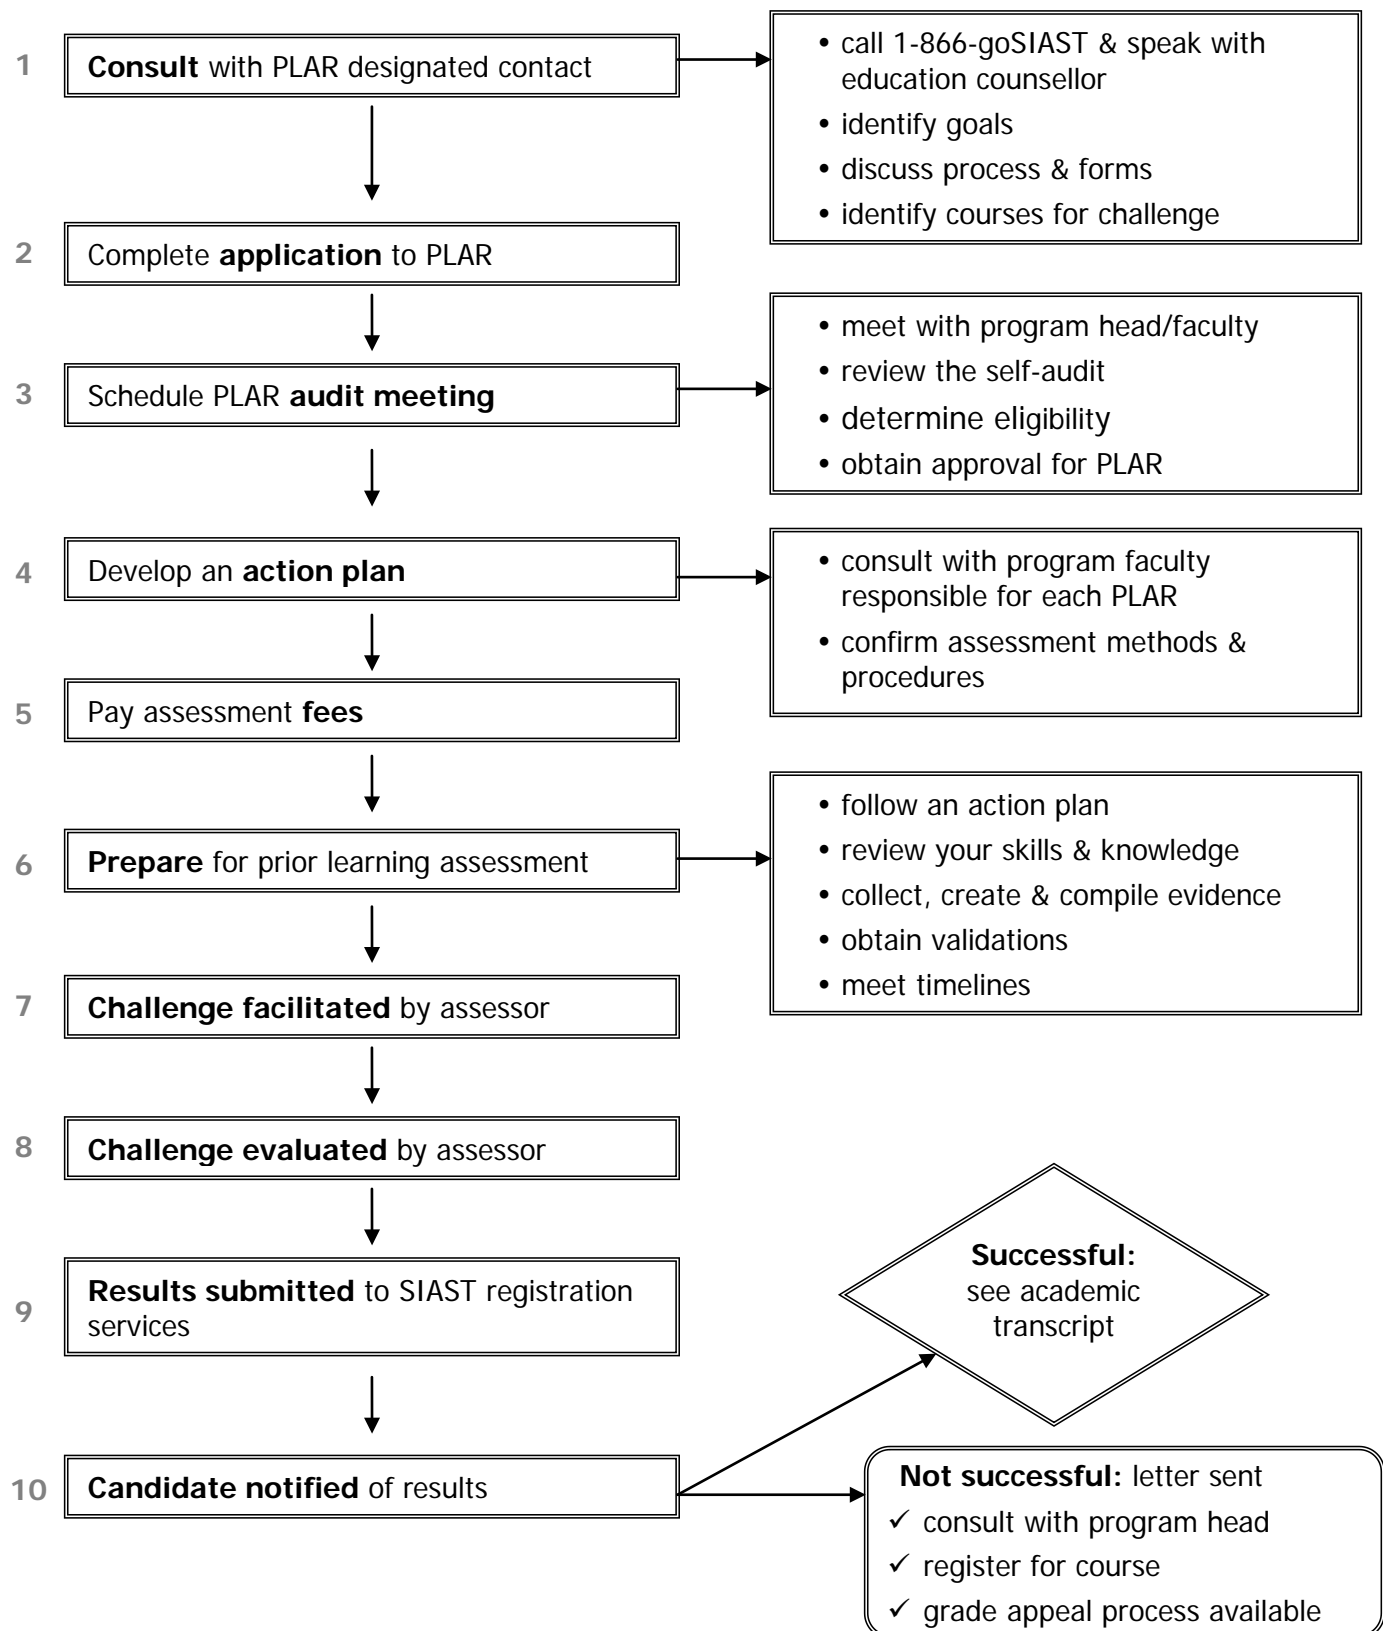 1
Consult with PLAR designated contact
• call 1-866-goSIAST & speak with
education counsellor
• identify goals
• discuss process & forms
• identify courses for challenge
2
Complete application to PLAR
3
Schedule PLAR audit meeting
• meet with program head/faculty
• review the self-audit
• determine eligibility
• obtain approval for PLAR
4
Develop an action plan
• consult with program faculty
responsible for each PLAR
• confirm assessment methods &
procedures
5
Pay assessment fees
6
Prepare for prior learning assessment
• follow an action plan
• review your skills & knowledge
• collect, create & compile evidence
• obtain validations
• meet timelines
7
Challenge facilitated by assessor
8
Challenge evaluated by assessor
9
Results submitted to SIAST registration
services
10
Candidate notified of results
Successful:
see academic
transcript
Not successful: letter sent
✓ consult with program head
✓ register for course
✓ grade appeal process available